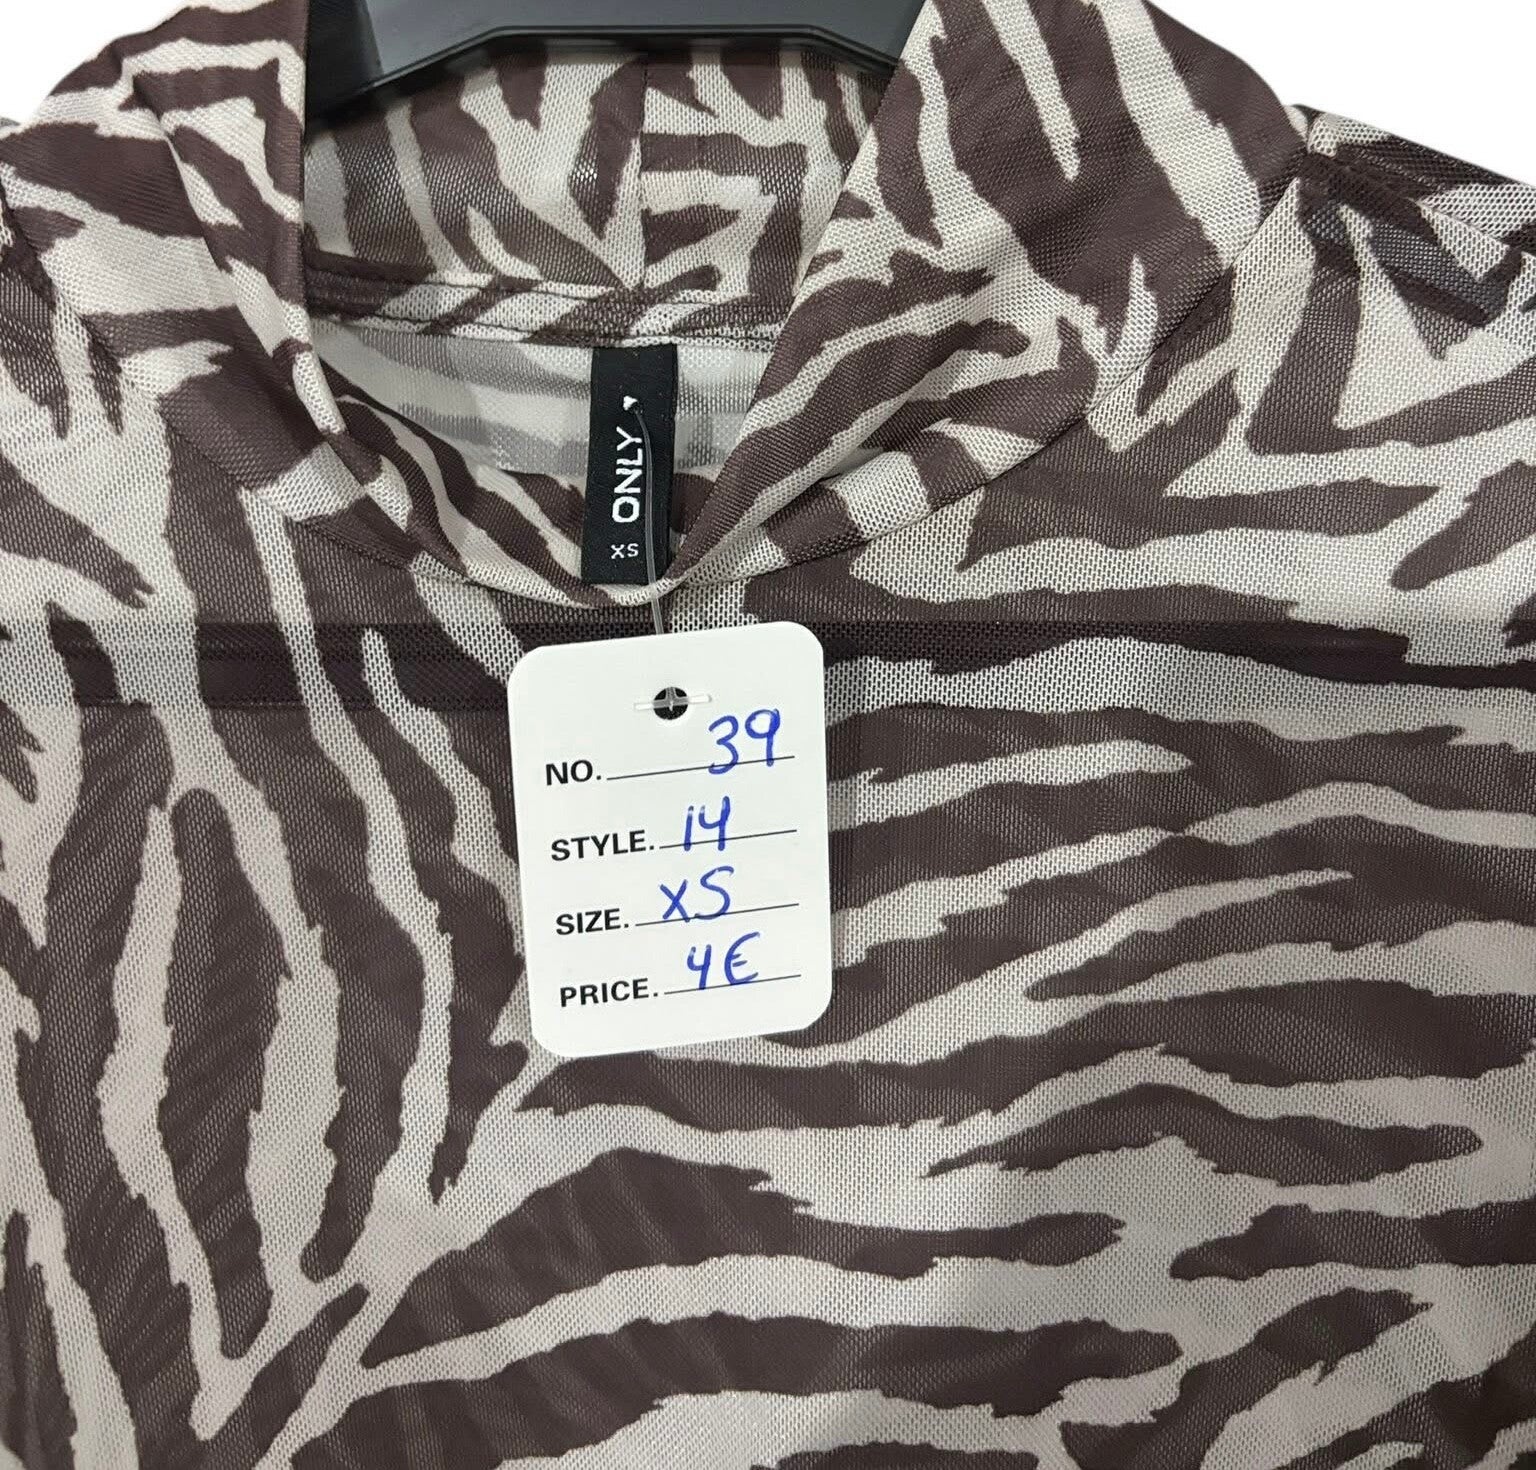 ONLY
XS
NO. 39
STYLE. 14
SIZE. XS
PRICE. 4€